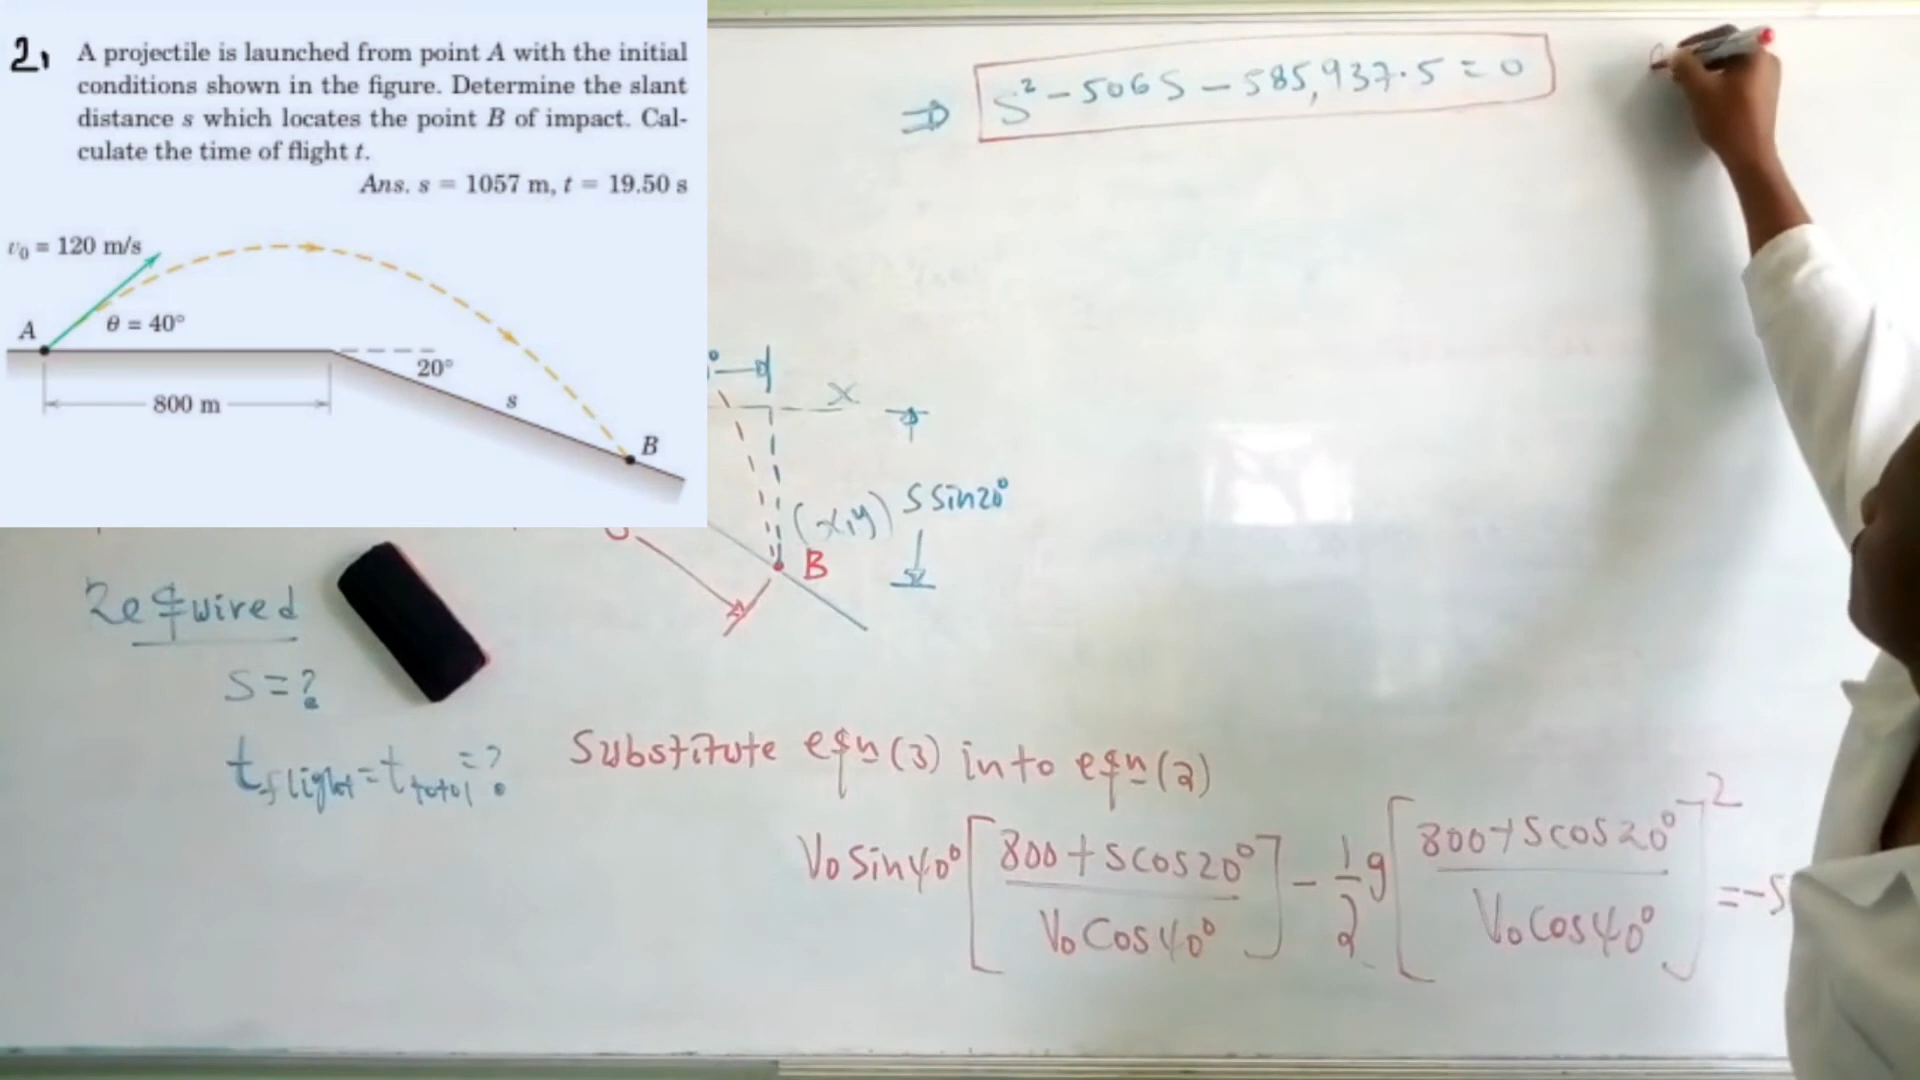 2.
A projectile is launched from point A with the initial
conditions shown in the figure. Determine the slant
distance s which locates the point B of impact. Cal-
culate the time of flight t.
Ans. s = 1057 m, t = 19.50 s
v₀ = 120 m/s
A
θ = 40°
20°
800 m
s
B
⇒ S² - 506S - 585,937.5 = 0
X
S sin20°
(x,y)
B
Required
S = ?
t flight = t total = ?
Substitute eqn (3) into eqn (2)
V₀ Sin40° [800 + S cos20° / V₀ Cos40°] - 1/2 g [800 + S cos20° / V₀ Cos40°]² = -S